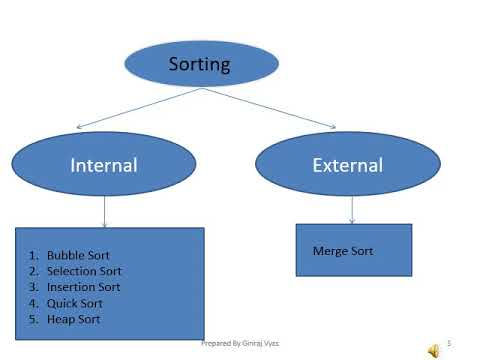 Sorting
Internal
External
1. Bubble Sort
2. Selection Sort
3. Insertion Sort
4. Quick Sort
5. Heap Sort
Merge Sort
Prepared By Giriraj Vyas
5